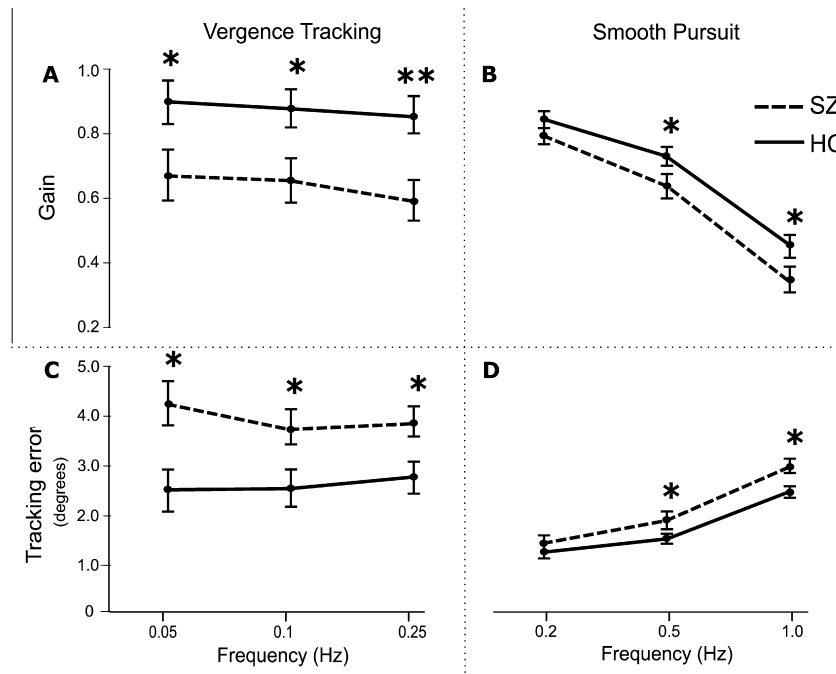 Vergence Tracking
Smooth Pursuit
A
*
*
**
B
*
*
SZ
HC
1.0
0.8
0.6
0.4
0.2
Gain
C
*
*
*
D
*
*
5.0
4.0
3.0
2.0
1.0
0
Tracking error
(degrees)
0.05
0.1
0.25
0.2
0.5
1.0
Frequency (Hz)
Frequency (Hz)